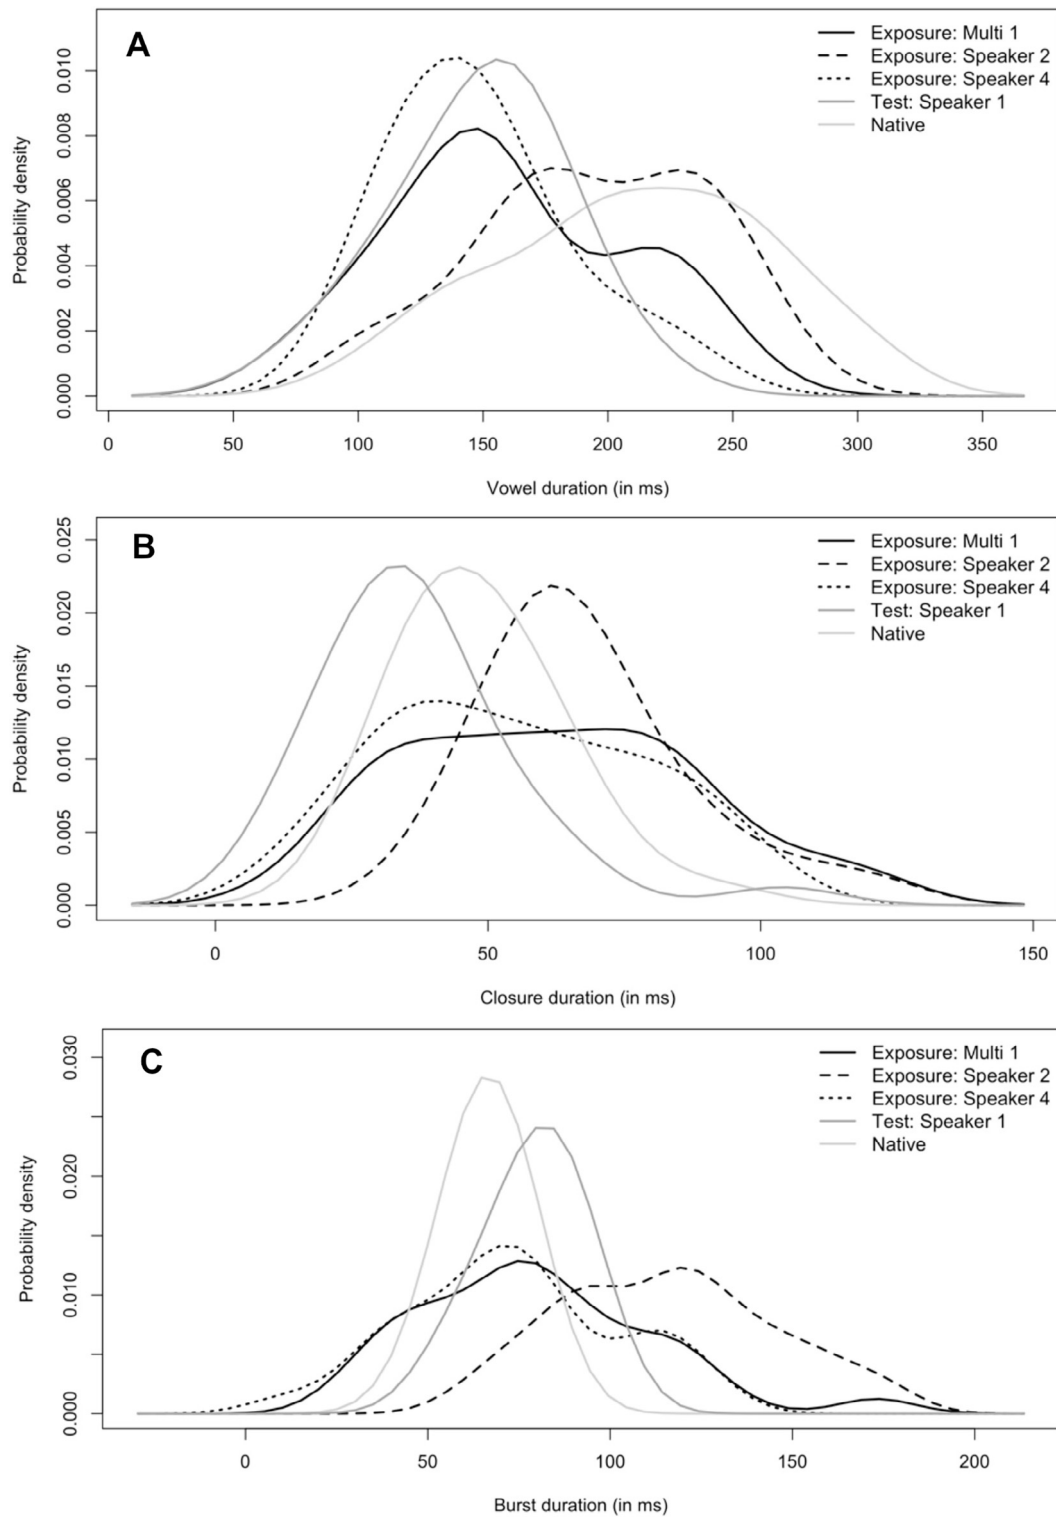 A
Exposure: Multi 1
Exposure: Speaker 2
Exposure: Speaker 4
Test: Speaker 1
Native
Probability density
0.010
0.008
0.006
0.004
0.002
0.000
0 50 100 150 200 250 300 350
Vowel duration (in ms)
B
Exposure: Multi 1
Exposure: Speaker 2
Exposure: Speaker 4
Test: Speaker 1
Native
Probability density
0.025
0.020
0.015
0.010
0.005
0.000
0 50 100 150
Closure duration (in ms)
C
Exposure: Multi 1
Exposure: Speaker 2
Exposure: Speaker 4
Test: Speaker 1
Native
Probability density
0.030
0.020
0.010
0.000
0 50 100 150 200
Burst duration (in ms)